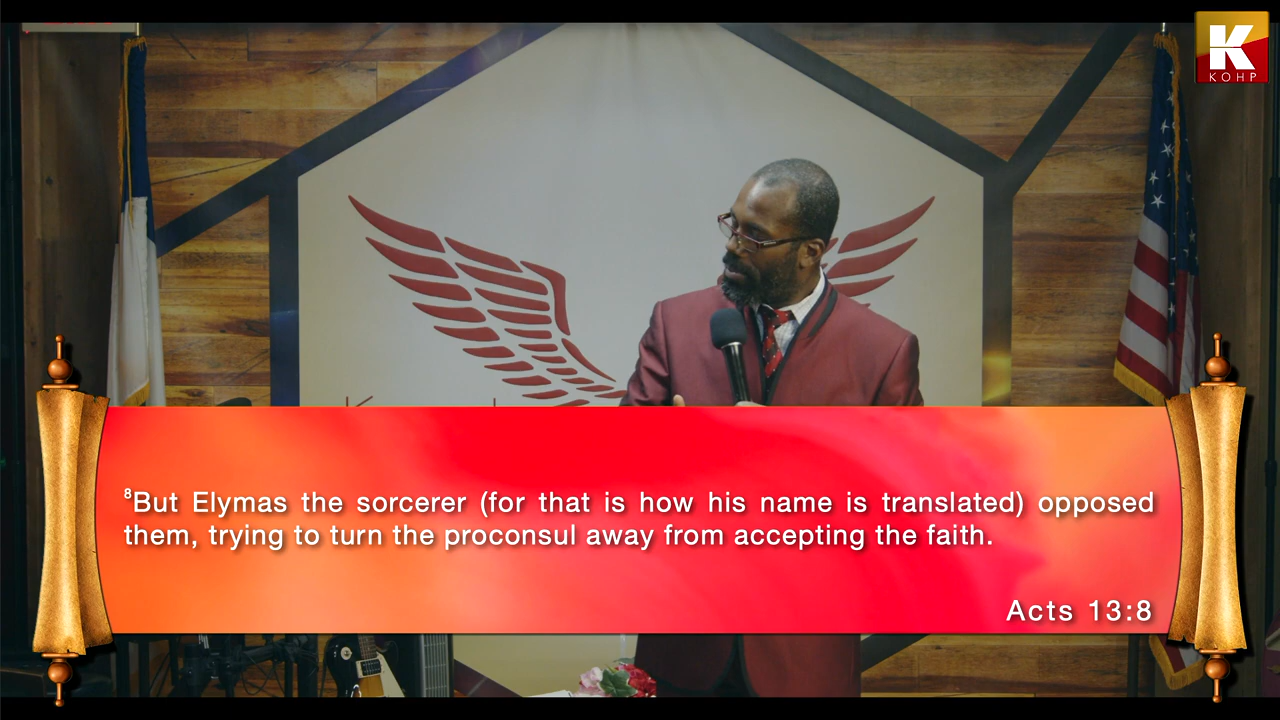 K
KOHP
⁸But Elymas the sorcerer (for that is how his name is translated) opposed
them, trying to turn the proconsul away from accepting the faith.
Acts 13:8